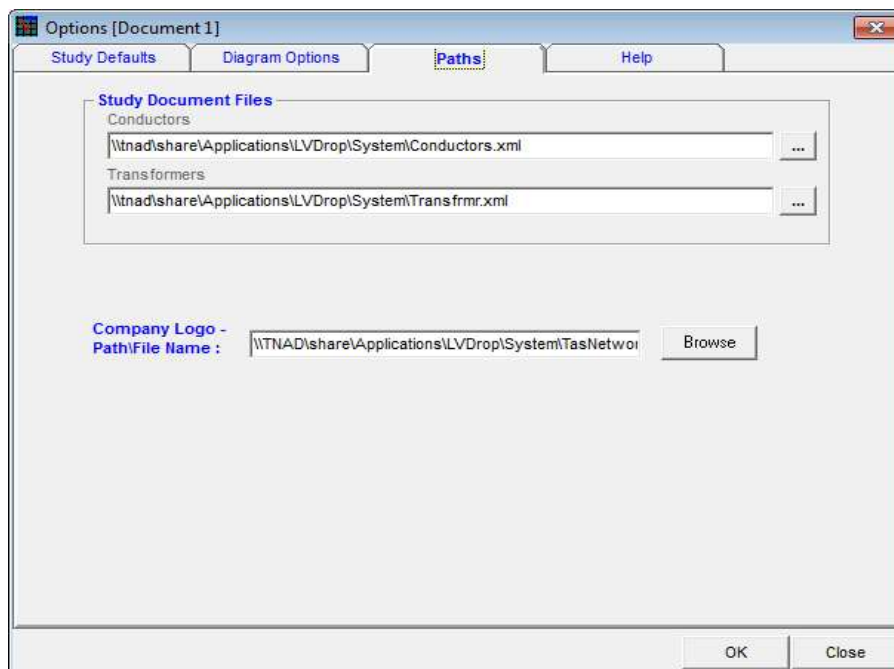 Options [Document 1]
Study Defaults Diagram Options Paths Help
Study Document Files
Conductors
\\tnad\share\Applications\LVDrop\System\Conductors.xml ...
Transformers
\\tnad\share\Applications\LVDrop\System\Transfrmr.xml ...
Company Logo -
Path\File Name : \\TNAD\share\Applications\LVDrop\System\TasNetwor Browse
OK Close